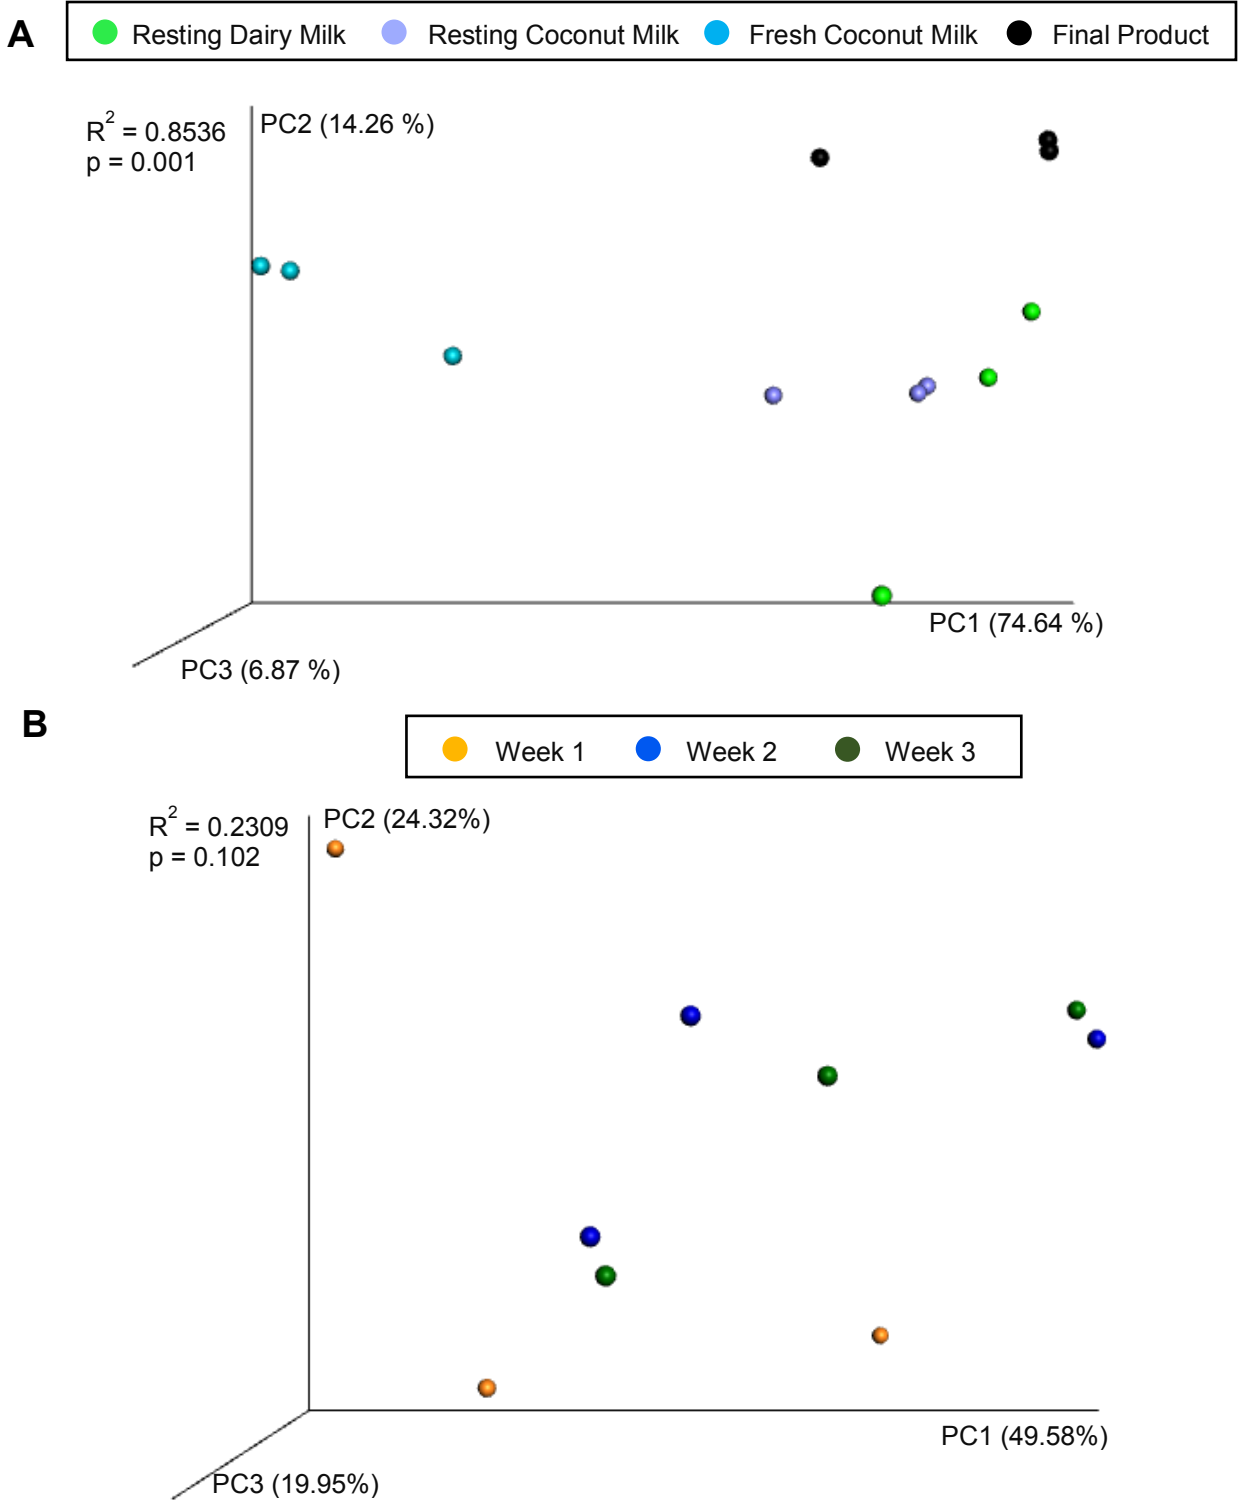 A
Resting Dairy Milk Resting Coconut Milk Fresh Coconut Milk Final Product
R² = 0.8536
p = 0.001
PC2 (14.26 %)
PC1 (74.64 %)
PC3 (6.87 %)
B
Week 1 Week 2 Week 3
R² = 0.2309
p = 0.102
PC2 (24.32%)
PC1 (49.58%)
PC3 (19.95%)